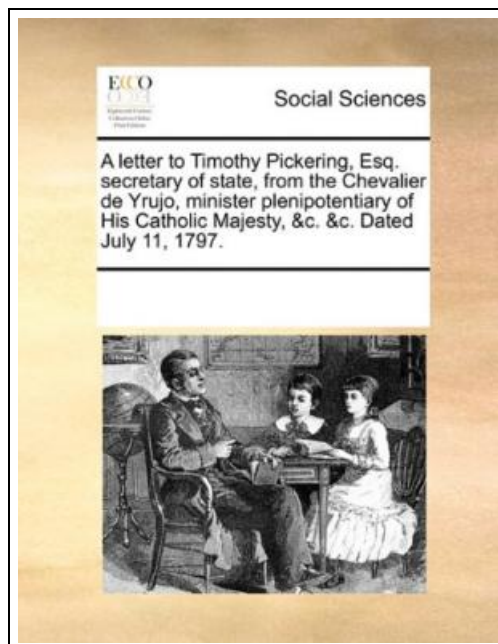 ECCO
Social Sciences
A letter to Timothy Pickering, Esq.
secretary of state, from the Chevalier
de Yrujo, minister plenipotentiary of
His Catholic Majesty, &c. &c. Dated
July 11, 1797.